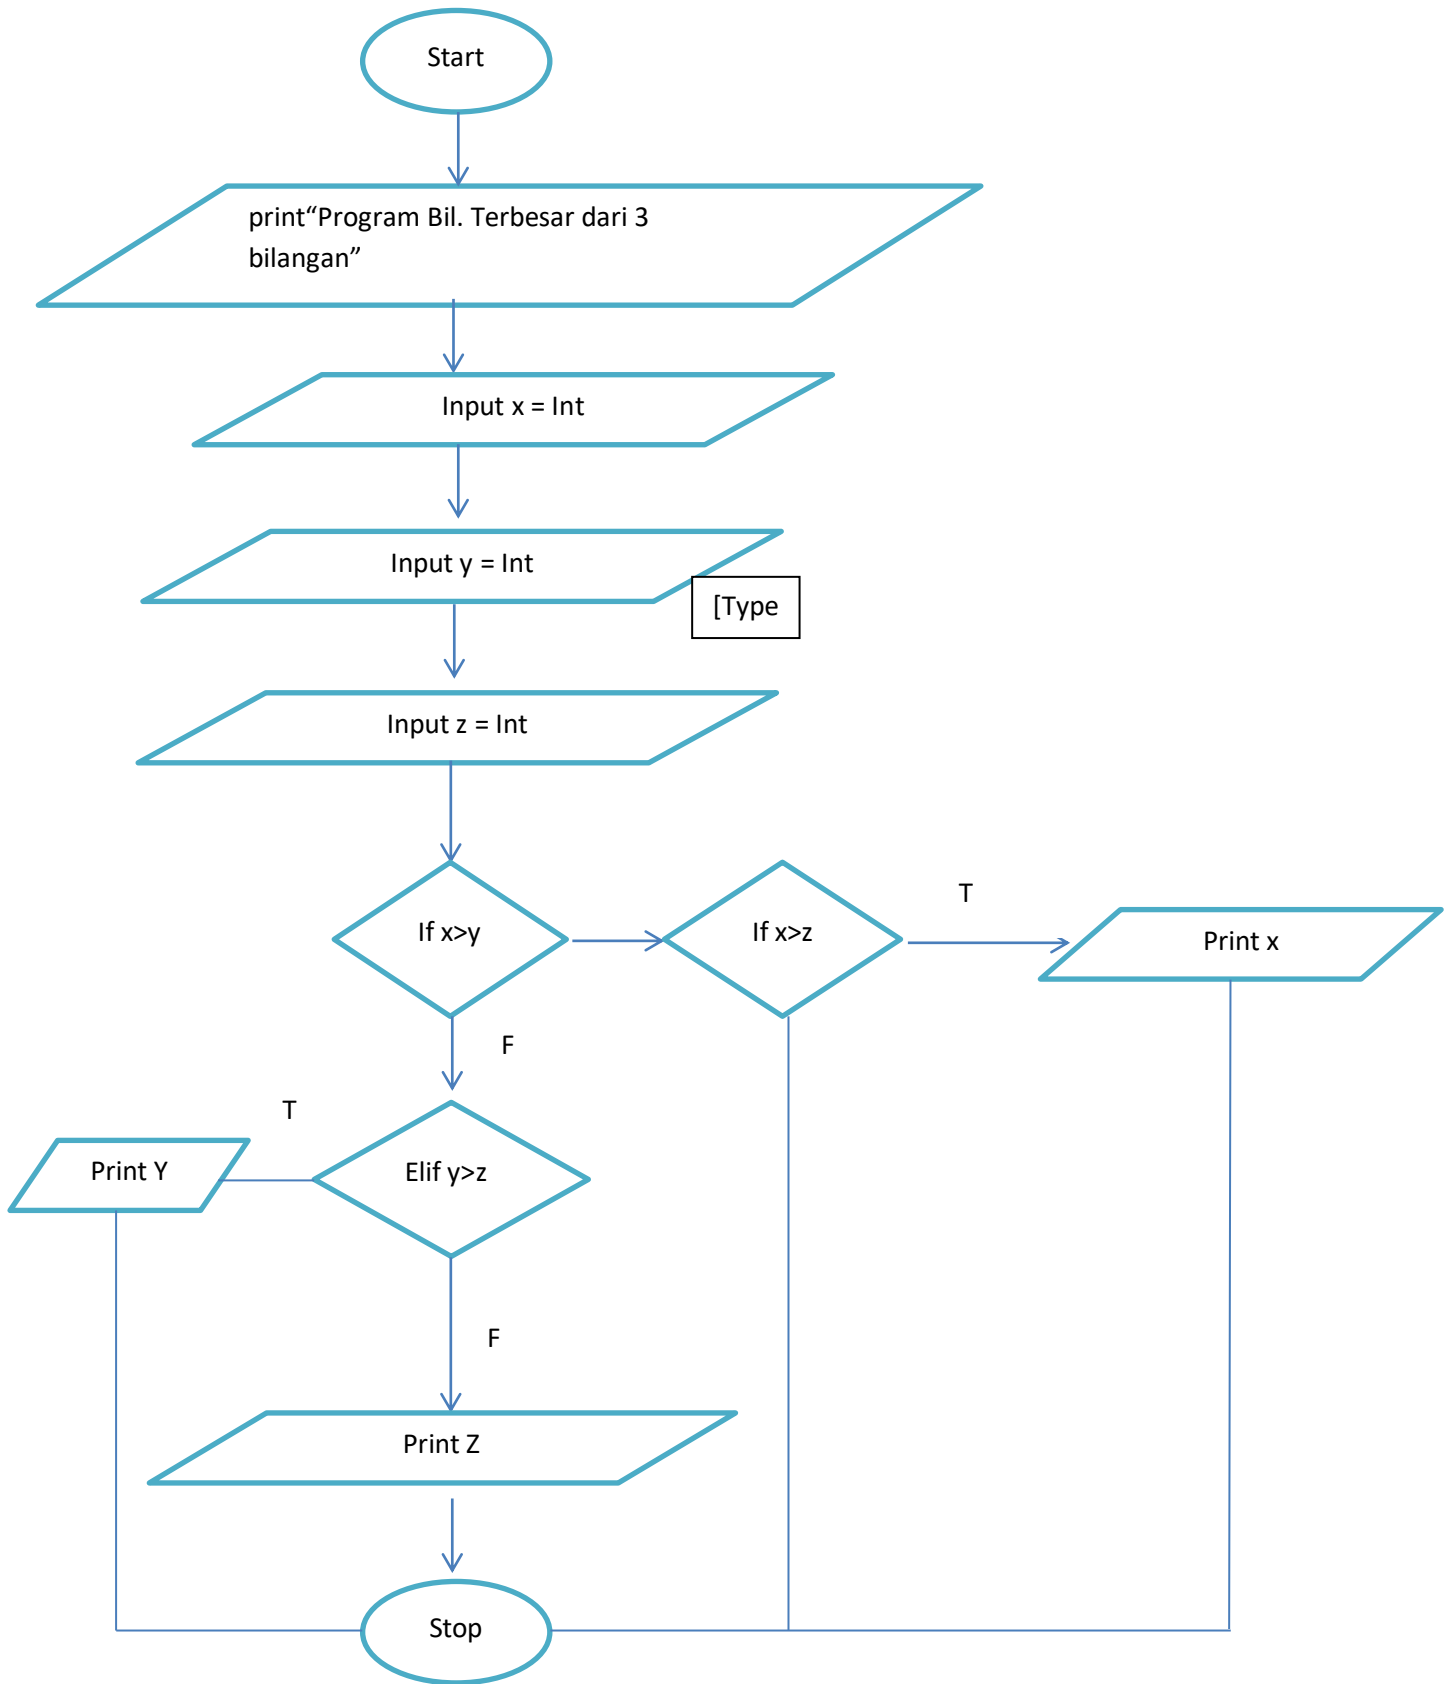 Start
print“Program Bil. Terbesar dari 3
bilangan”
Input x = Int
Input y = Int
[Type
Input z = Int
If x>y
If x>z
T
Print x
F
T
Print Y
Elif y>z
F
Print Z
Stop